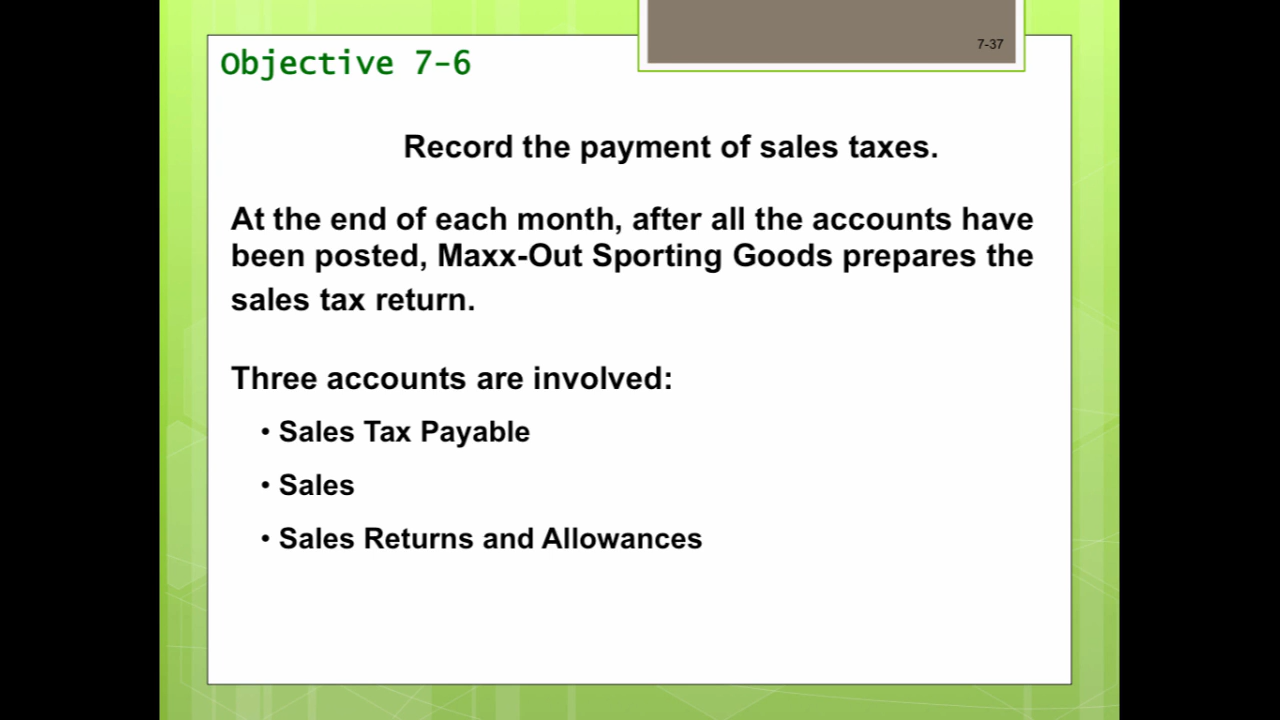 7-37
Objective 7-6
Record the payment of sales taxes.
At the end of each month, after all the accounts have
been posted, Maxx-Out Sporting Goods prepares the
sales tax return.
Three accounts are involved:
• Sales Tax Payable
• Sales
• Sales Returns and Allowances